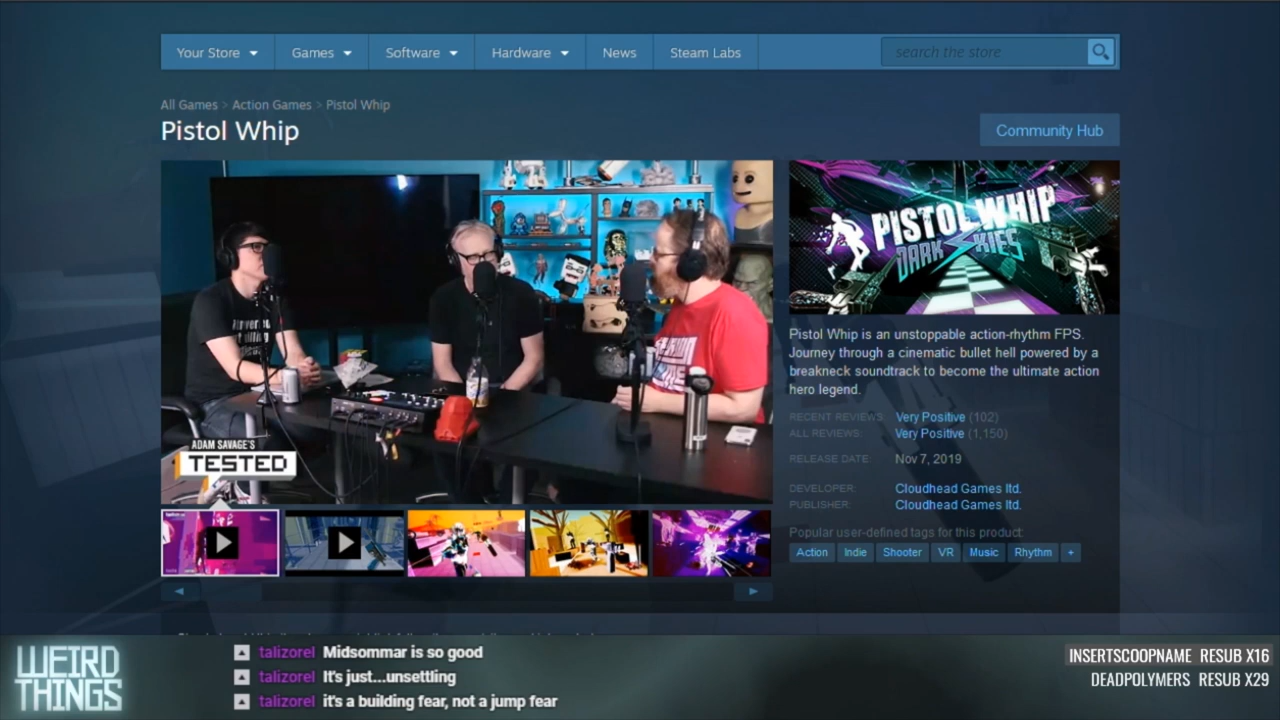 Your Store
Games
Software
Hardware
News
Steam Labs
search the store
All Games > Action Games > Pistol Whip
Pistol Whip
Community Hub
PISTOL WHIP
DARK SKIES
Pistol Whip is an unstoppable action-rhythm FPS.
Journey through a cinematic bullet hell powered by a
breakneck soundtrack to become the ultimate action
hero legend.
RECENT REVIEWS: Very Positive (102)
ALL REVIEWS: Very Positive (1,150)
RELEASE DATE: Nov 7, 2019
DEVELOPER: Cloudhead Games ltd.
PUBLISHER: Cloudhead Games ltd.
Popular user-defined tags for this product:
Action Indie Shooter VR Music Rhythm +
ADAM SAVAGE'S
TESTED
WEIRD
THINGS
talizorel Midsommar is so good
talizorel It's just...unsettling
talizorel it's a building fear, not a jump fear
INSERTSCOOPNAME RESUB X16
DEADPOLYMERS RESUB X29